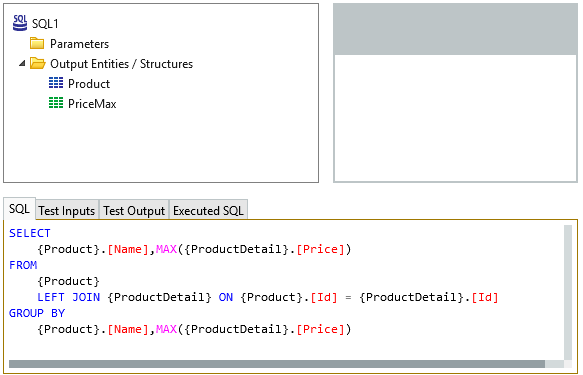 SQL SQL1
Parameters
Output Entities / Structures
Product
PriceMax
SQL Test Inputs Test Output Executed SQL
SELECT
{Product}.[Name],MAX({ProductDetail}.[Price])
FROM
{Product}
LEFT JOIN {ProductDetail} ON {Product}.[Id] = {ProductDetail}.[Id]
GROUP BY
{Product}.[Name],MAX({ProductDetail}.[Price])